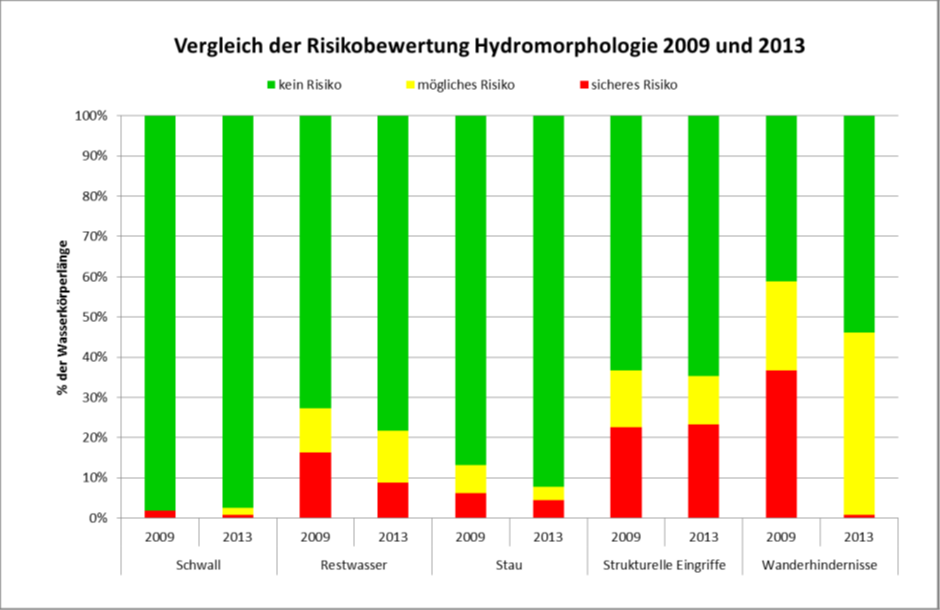 Vergleich der Risikobewertung Hydromorphologie 2009 und 2013
kein Risiko mögliches Risiko sicheres Risiko
% der Wasserkörperlänge
100%
90%
80%
70%
60%
50%
40%
30%
20%
10%
0%
2009 2013 2009 2013 2009 2013 2009 2013 2009 2013
Schwall Restwasser Stau Strukturelle Eingriffe Wanderhindernisse